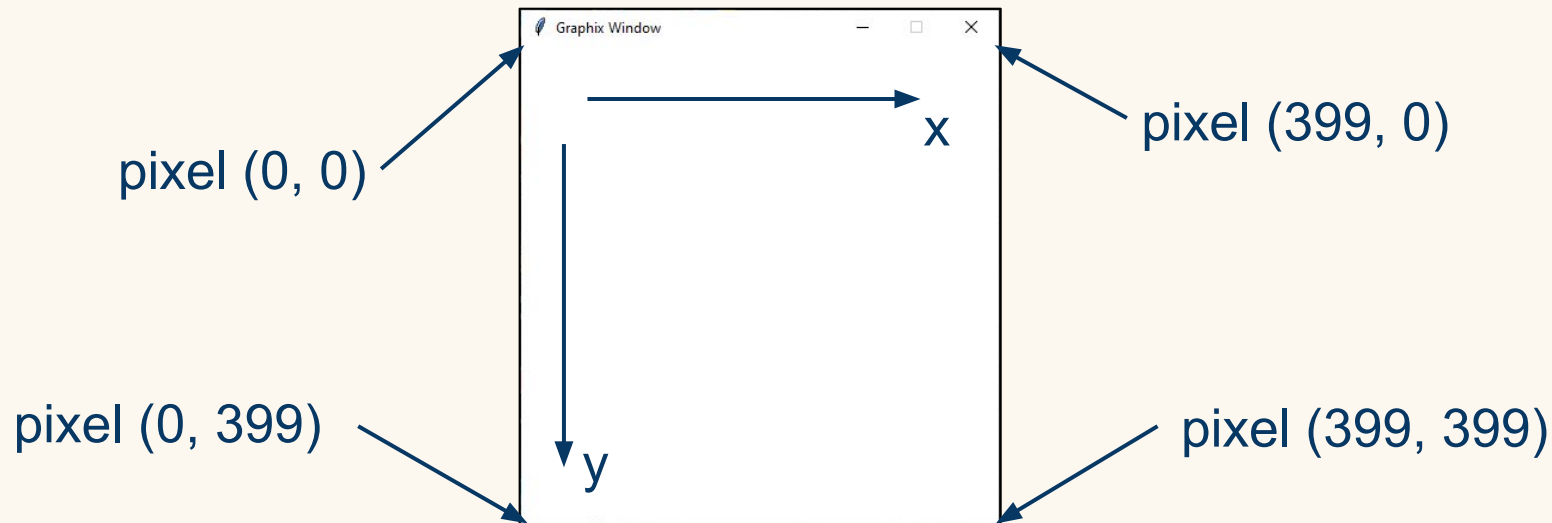 Graphix Window
x
pixel (399, 0)
pixel (0, 0)
pixel (0, 399)
pixel (399, 399)
y